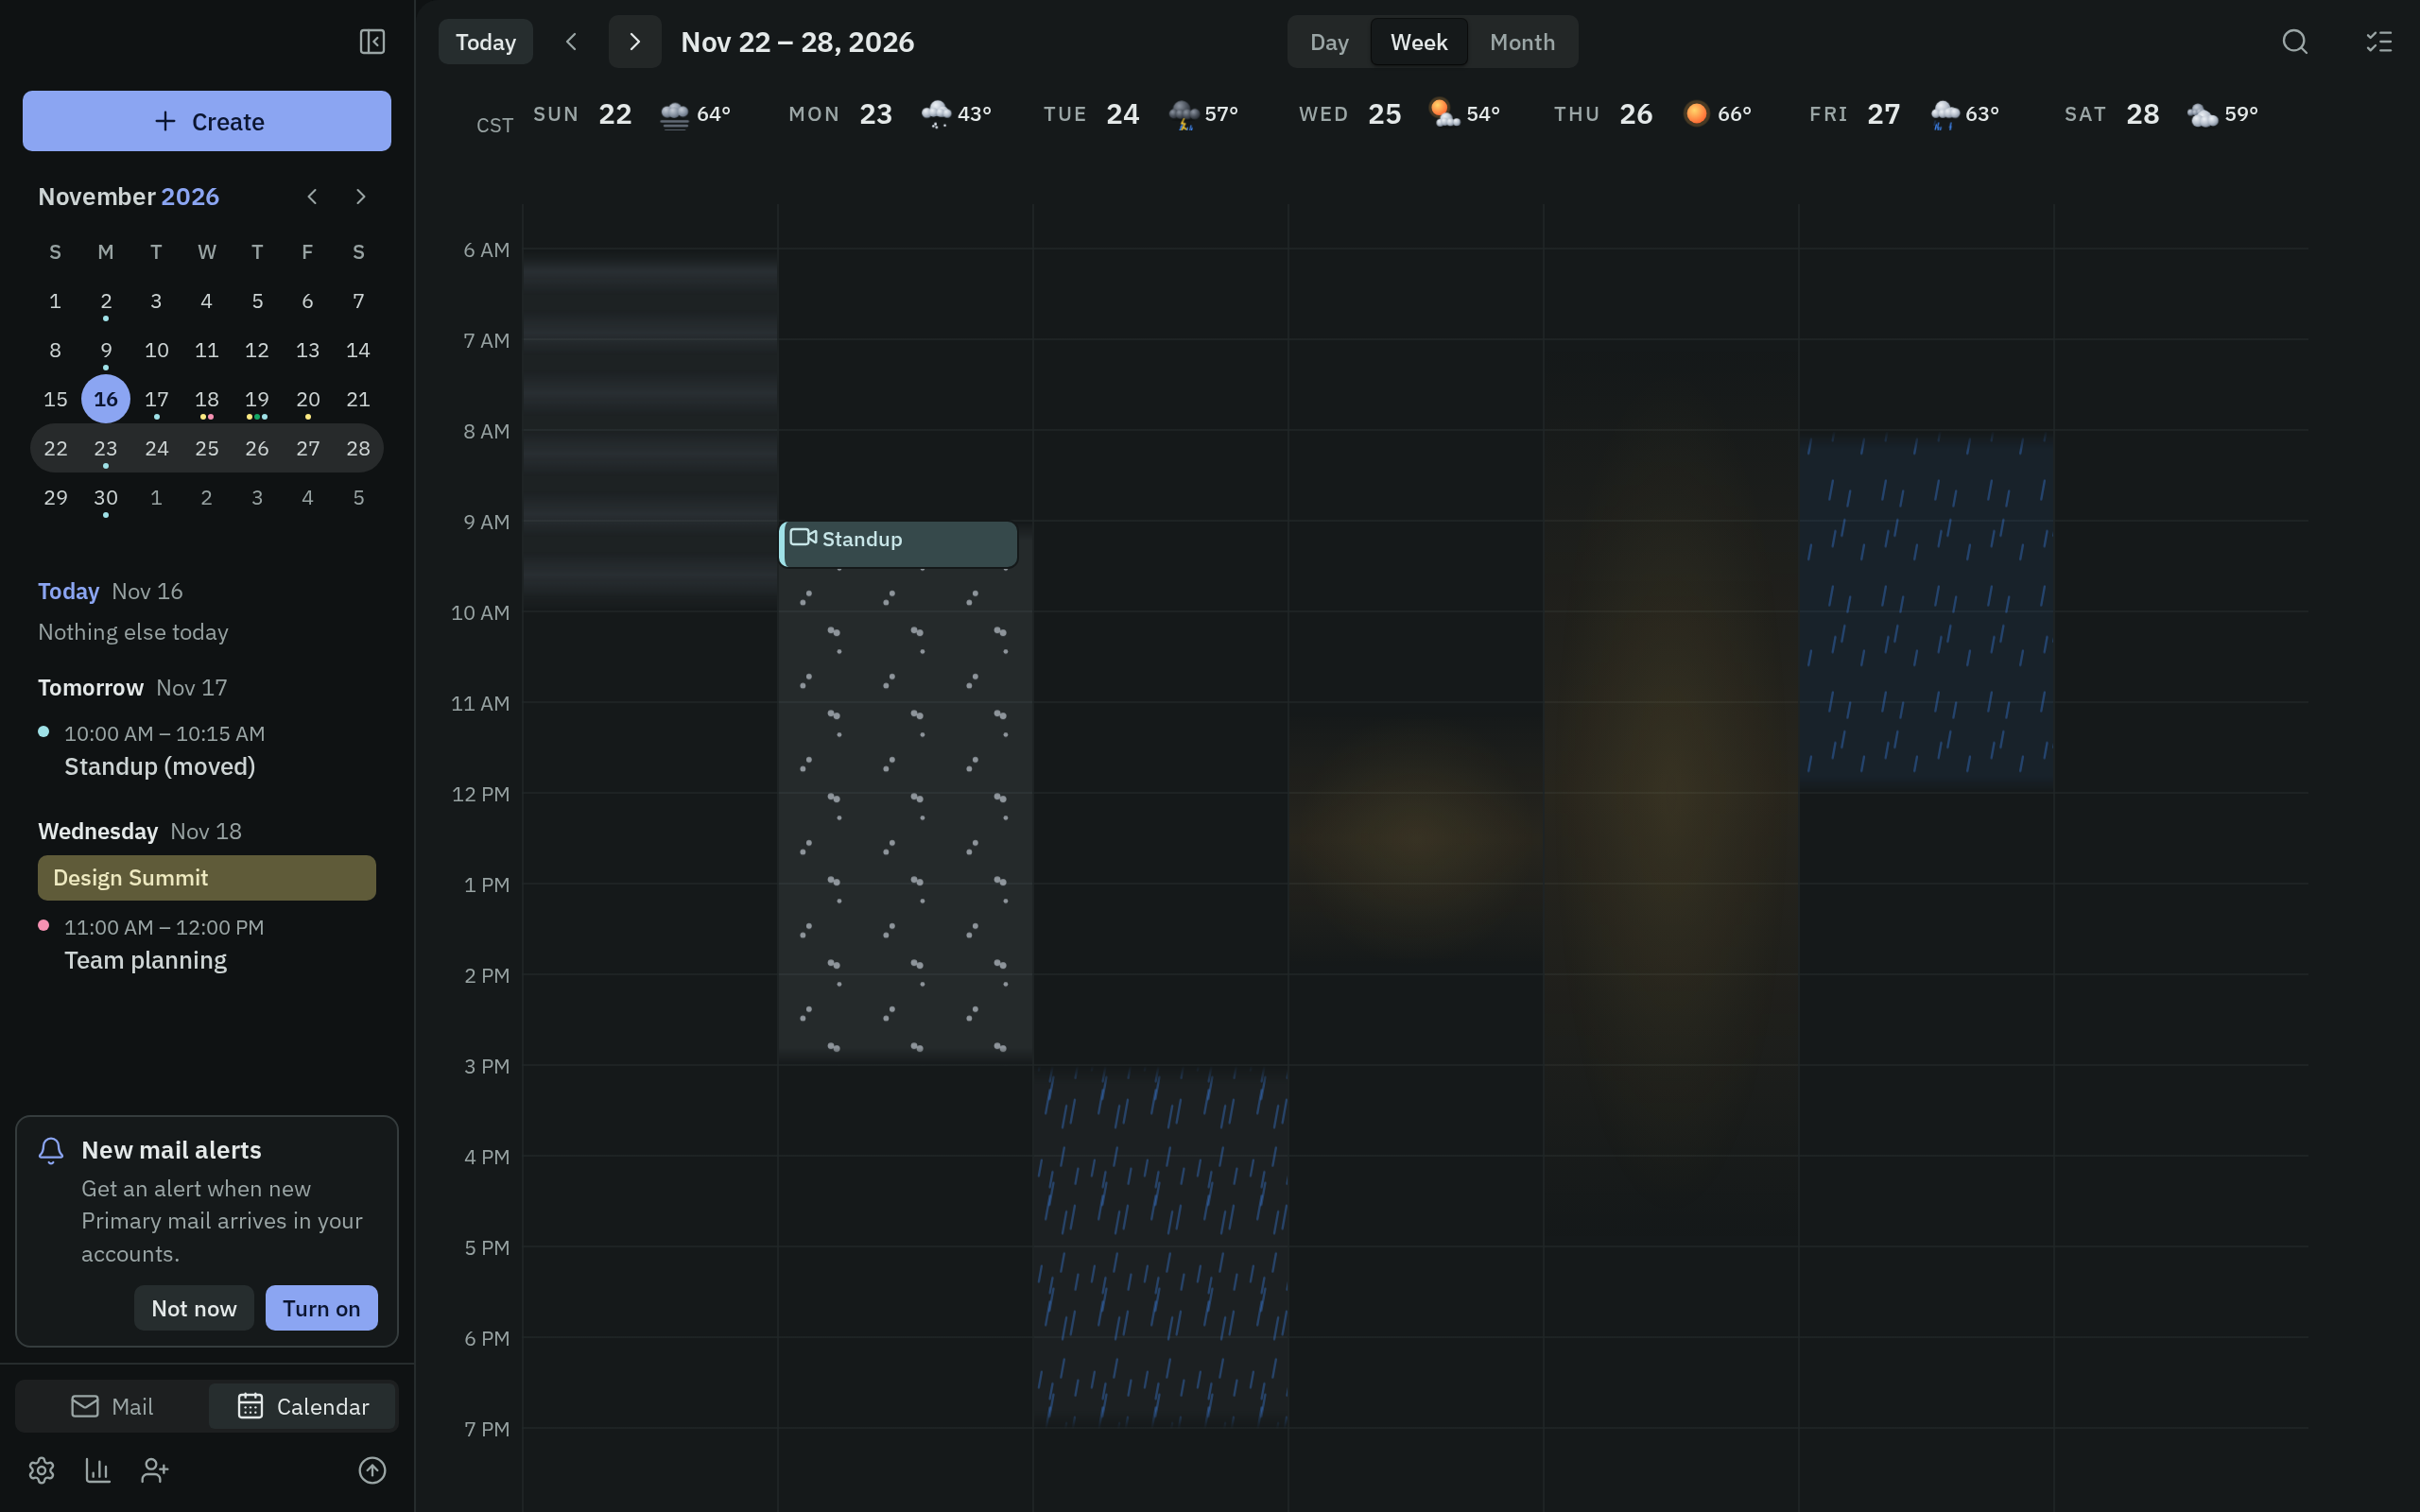 Create
November 2026
S M T W T F S
1 2 3 4 5 6 7
8 9 10 11 12 13 14
15 16 17 18 19 20 21
22 23 24 25 26 27 28
29 30 1 2 3 4 5
Today Nov 16
Nothing else today
Tomorrow Nov 17
10:00 AM – 10:15 AM
Standup (moved)
Wednesday Nov 18
Design Summit
11:00 AM – 12:00 PM
Team planning
New mail alerts
Get an alert when new
Primary mail arrives in your
accounts.
Not now Turn on
Mail Calendar
Today Nov 22 – 28, 2026 Day Week Month
CST SUN 22 64° MON 23 43° TUE 24 57° WED 25 54° THU 26 66° FRI 27 63° SAT 28 59°
6 AM
7 AM
8 AM
9 AM
Standup
10 AM
11 AM
12 PM
1 PM
2 PM
3 PM
4 PM
5 PM
6 PM
7 PM